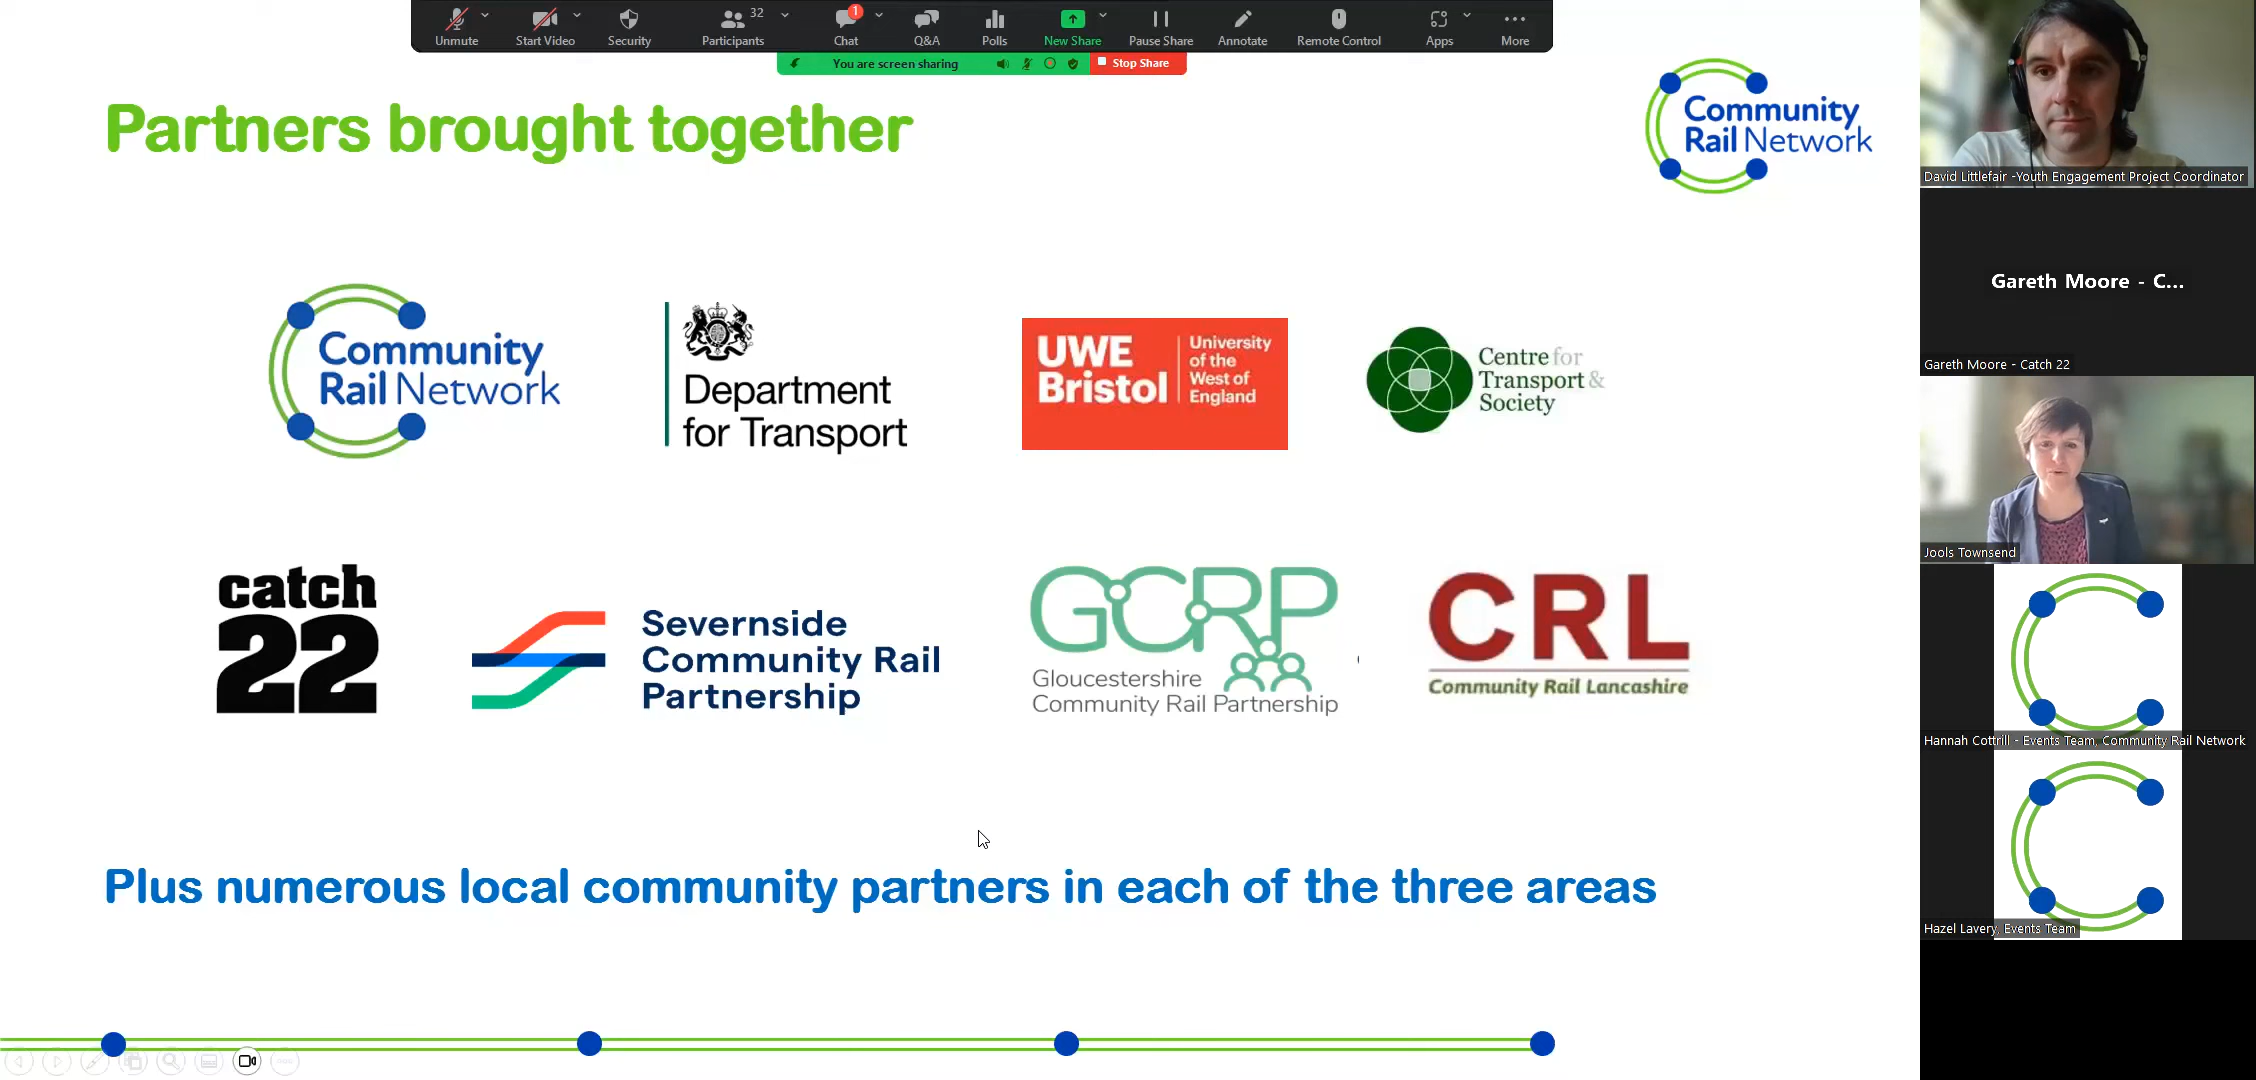 Unmute
Start Video
Security
Participants
32
Chat
1
Q&A
Polls
New Share
Pause Share
Annotate
Remote Control
Apps
More
You are screen sharing
Stop Share
Partners brought together
Community
Rail Network
Community
Rail Network
Department
for Transport
UWE
Bristol
University
of the
West of
England
Centre for
Transport &
Society
catch
22
Severnside
Community Rail
Partnership
GCRP
Gloucestershire
Community Rail Partnership
CRL
Community Rail Lancashire
Plus numerous local community partners in each of the three areas
David Littlefair -Youth Engagement Project Coordinator
Gareth Moore - C...
Gareth Moore - Catch 22
Jools Townsend
Hannah Cottrill - Events Team, Community Rail Network
Hazel Lavery, Events Team